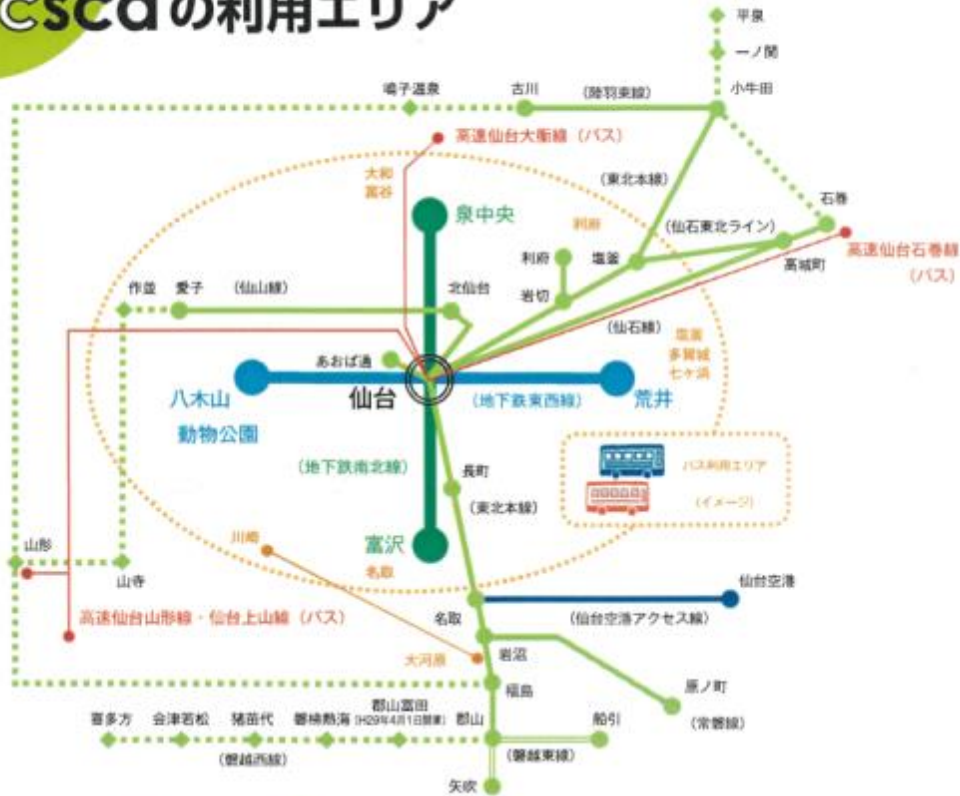 icscaの利用エリア
平泉
一ノ関
鳴子温泉
古川
(陸羽東線)
小牛田
高速仙台大衡線(バス)
大和
富谷
(東北本線)
石巻
泉中央
利府
(仙石東北ライン)
高速仙台石巻線
(バス)
利府
塩釜
高城町
作並
愛子
(仙山線)
北仙台
岩切
(仙石線)
塩釜
多賀城
七ヶ浜
あおば通
八木山
動物公園
仙台
(地下鉄東西線)
荒井
(地下鉄南北線)
長町
バス利用エリア
(イメージ)
(東北本線)
川崎
富沢
名取
山形
山寺
仙台空港
名取
(仙台空港アクセス線)
高速仙台山形線・仙台上山線(バス)
大河原
岩沼
福島
原ノ町
(常磐線)
喜多方
会津若松
猪苗代
磐梯熱海
郡山富田
(H29年4月1日開業)
郡山
船引
(磐越西線)
(磐越東線)
矢吹